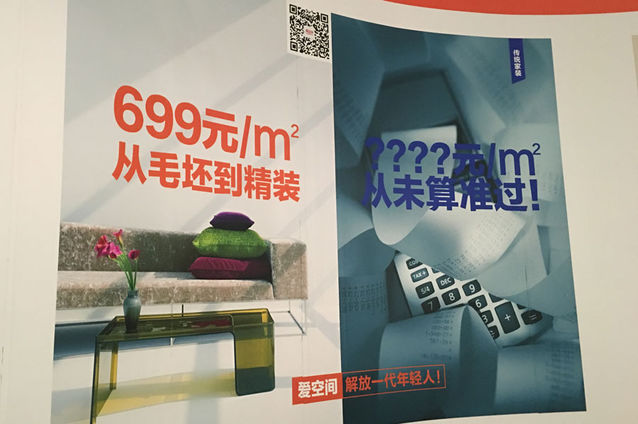 699元/m²
从毛坯到精装
传统家装
????元/m²
从未算准过！
爱空间 解放一代年轻人！